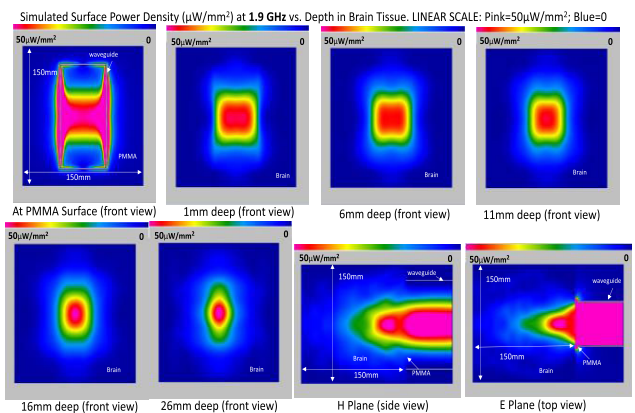 Simulated Surface Power Density (µW/mm²) at 1.9 GHz vs. Depth in Brain Tissue. LINEAR SCALE: Pink=50µW/mm²; Blue=0
50µW/mm² 0
waveguide
150mm
PMMA
150mm
At PMMA Surface (front view)
50µW/mm² 0
Brain
1mm deep (front view)
50µW/mm² 0
Brain
6mm deep (front view)
50µW/mm² 0
Brain
11mm deep (front view)
50µW/mm² 0
Brain
16mm deep (front view)
50µW/mm² 0
Brain
26mm deep (front view)
50µW/mm² 0
150mm
waveguide
Brain
150mm
PMMA
H Plane (side view)
50µW/mm² 0
150mm
waveguide
150mm
Brain
PMMA
E Plane (top view)